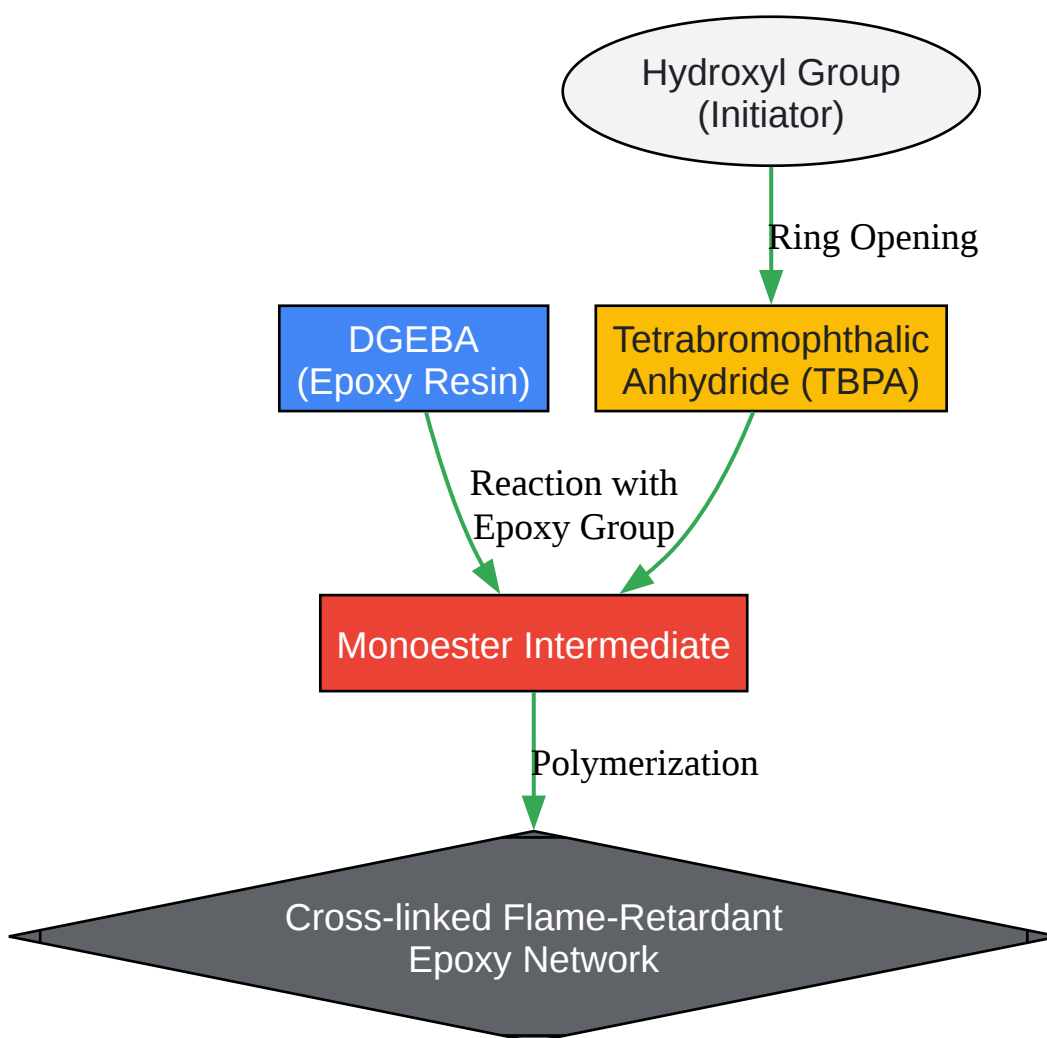 Hydroxyl Group
(Initiator)
Ring Opening
DGEBA
(Epoxy Resin)
Tetrabromophthalic
Anhydride (TBPA)
Reaction with
Epoxy Group
Monoester Intermediate
Polymerization
Cross-linked Flame-Retardant
Epoxy Network